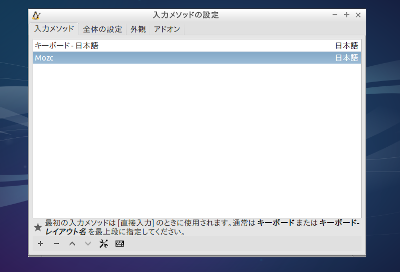 入力メソッドの設定
入力メソッド 全体の設定 外観 アドオン
キーボード - 日本語 日本語
Mozc 日本語
最初の入力メソッドは [直接入力] のときに使用されます。通常は キーボード または キーボード-
レイアウト名 を最上段に指定してください。